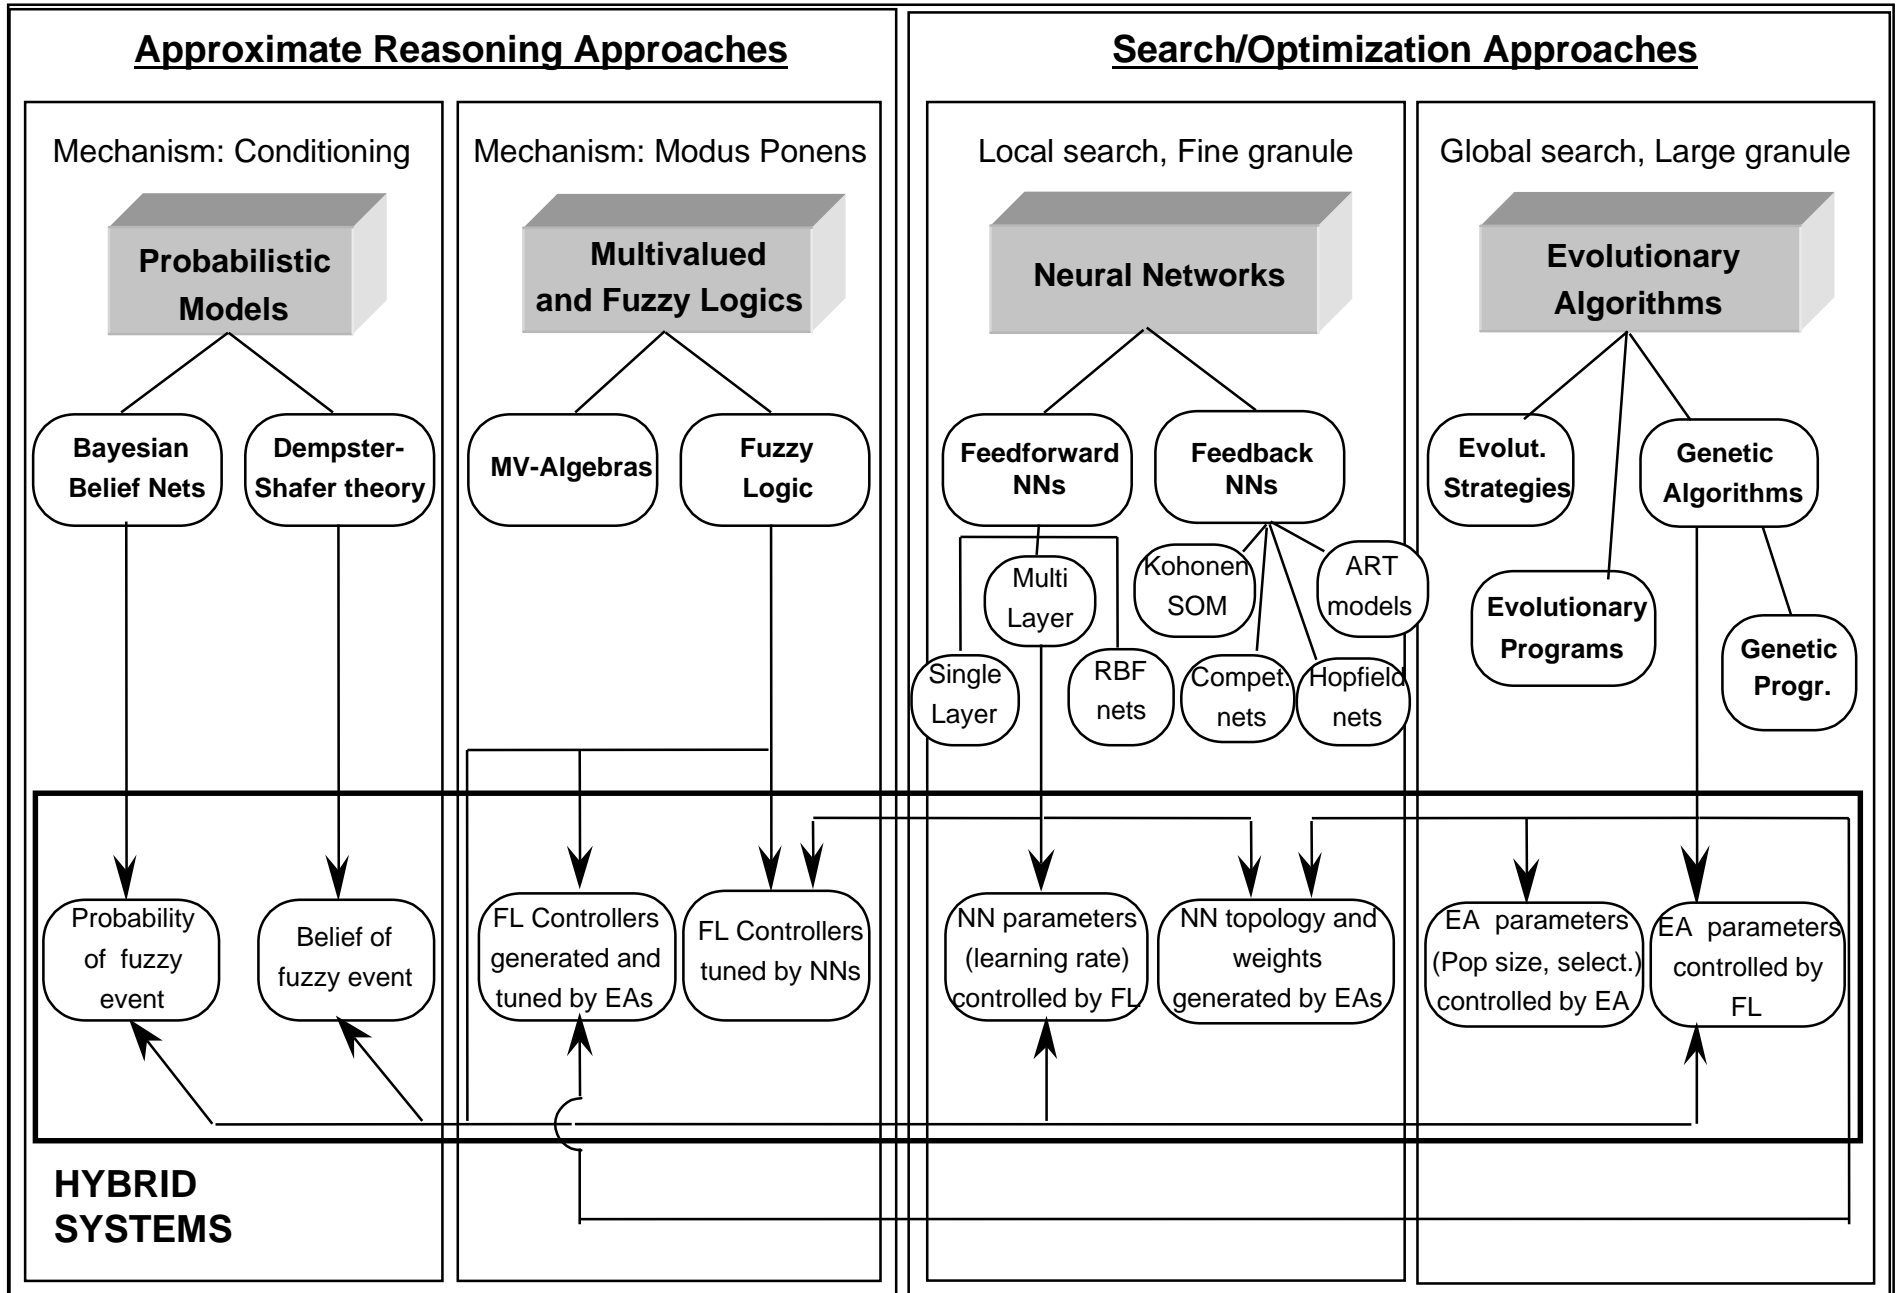 Approximate Reasoning Approaches
Mechanism: Conditioning
Probabilistic
Models
Bayesian
Belief Nets
Dempster-
Shafer theory
Mechanism: Modus Ponens
Multivalued
and Fuzzy Logics
MV-Algebras
Fuzzy
Logic
Search/Optimization Approaches
Local search, Fine granule
Neural Networks
Feedforward
NNs
Feedback
NNs
Single
Layer
Multi
Layer
RBF
nets
Kohonen
SOM
Compet.
nets
Hopfield
nets
ART
models
Global search, Large granule
Evolutionary
Algorithms
Evolut.
Strategies
Evolutionary
Programs
Genetic
Algorithms
Genetic
Progr.
Probability
of fuzzy
event
Belief of
fuzzy event
FL Controllers
generated and
tuned by EAs
FL Controllers
tuned by NNs
NN parameters
(learning rate)
controlled by FL
NN topology and
weights
generated by EAs
EA parameters
(Pop size, select.)
controlled by EA
EA parameters
controlled by
FL
HYBRID
SYSTEMS